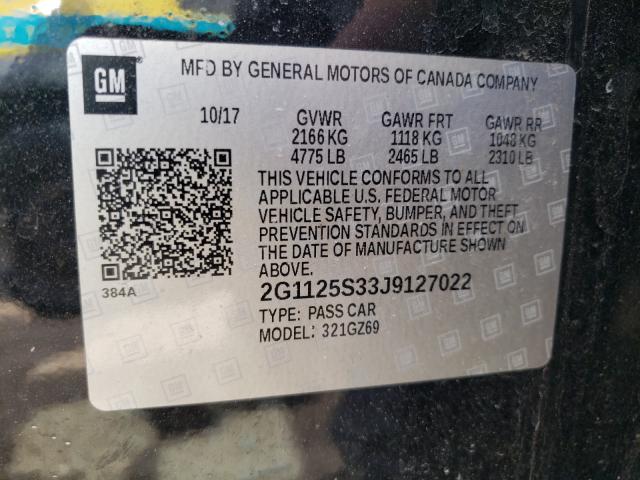 GM
MFD BY GENERAL MOTORS OF CANADA COMPANY
10/17 GVWR GAWR FRT GAWR RR
2166 KG 1118 KG 1048 KG
4775 LB 2465 LB 2310 LB
THIS VEHICLE CONFORMS TO ALL
APPLICABLE U.S. FEDERAL MOTOR
VEHICLE SAFETY, BUMPER, AND THEFT
PREVENTION STANDARDS IN EFFECT ON
THE DATE OF MANUFACTURE SHOWN
ABOVE.
384A
2G1125S33J9127022
TYPE: PASS CAR
MODEL: 321GZ69